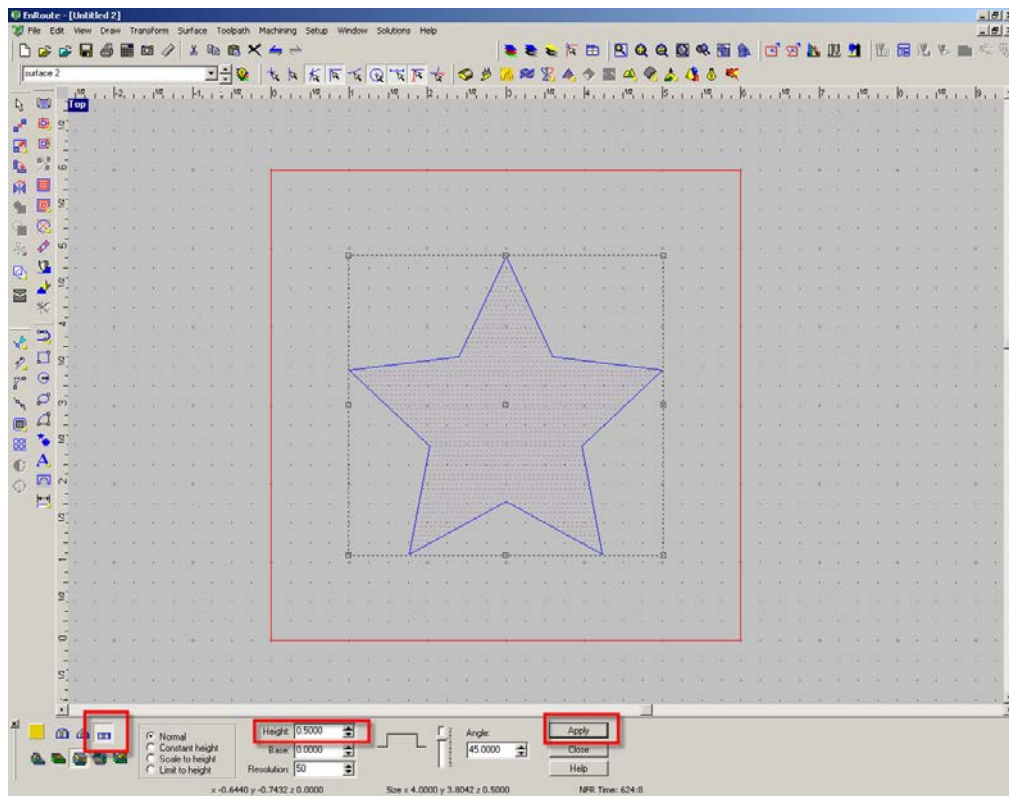 EnRoute - [Untitled 2]
File Edit View Draw Transform Surface Toolpath Machining Setup Window Solutions Help
surface 2
Top
Normal
Constant height
Scale to height
Limit to height
Height: 0.5000
Base: 0.0000
Resolution: 50
Angle:
45.0000
Apply
Close
Help
x -0.6440 y -0.7432 z 0.0000 Size x 4.0000 y 3.8042 z 0.5000 NFR Time: 624:8